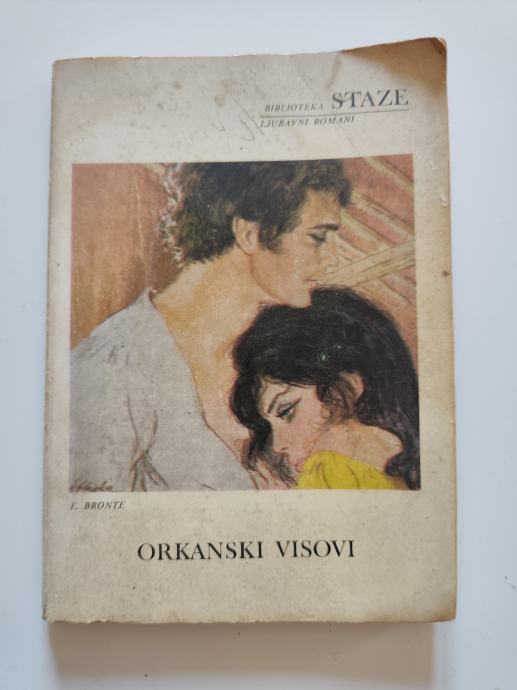 BIBLIOTEKA STAZE
LJUBAVNI ROMANI
E. BRONTE
ORKANSKI VISOVI